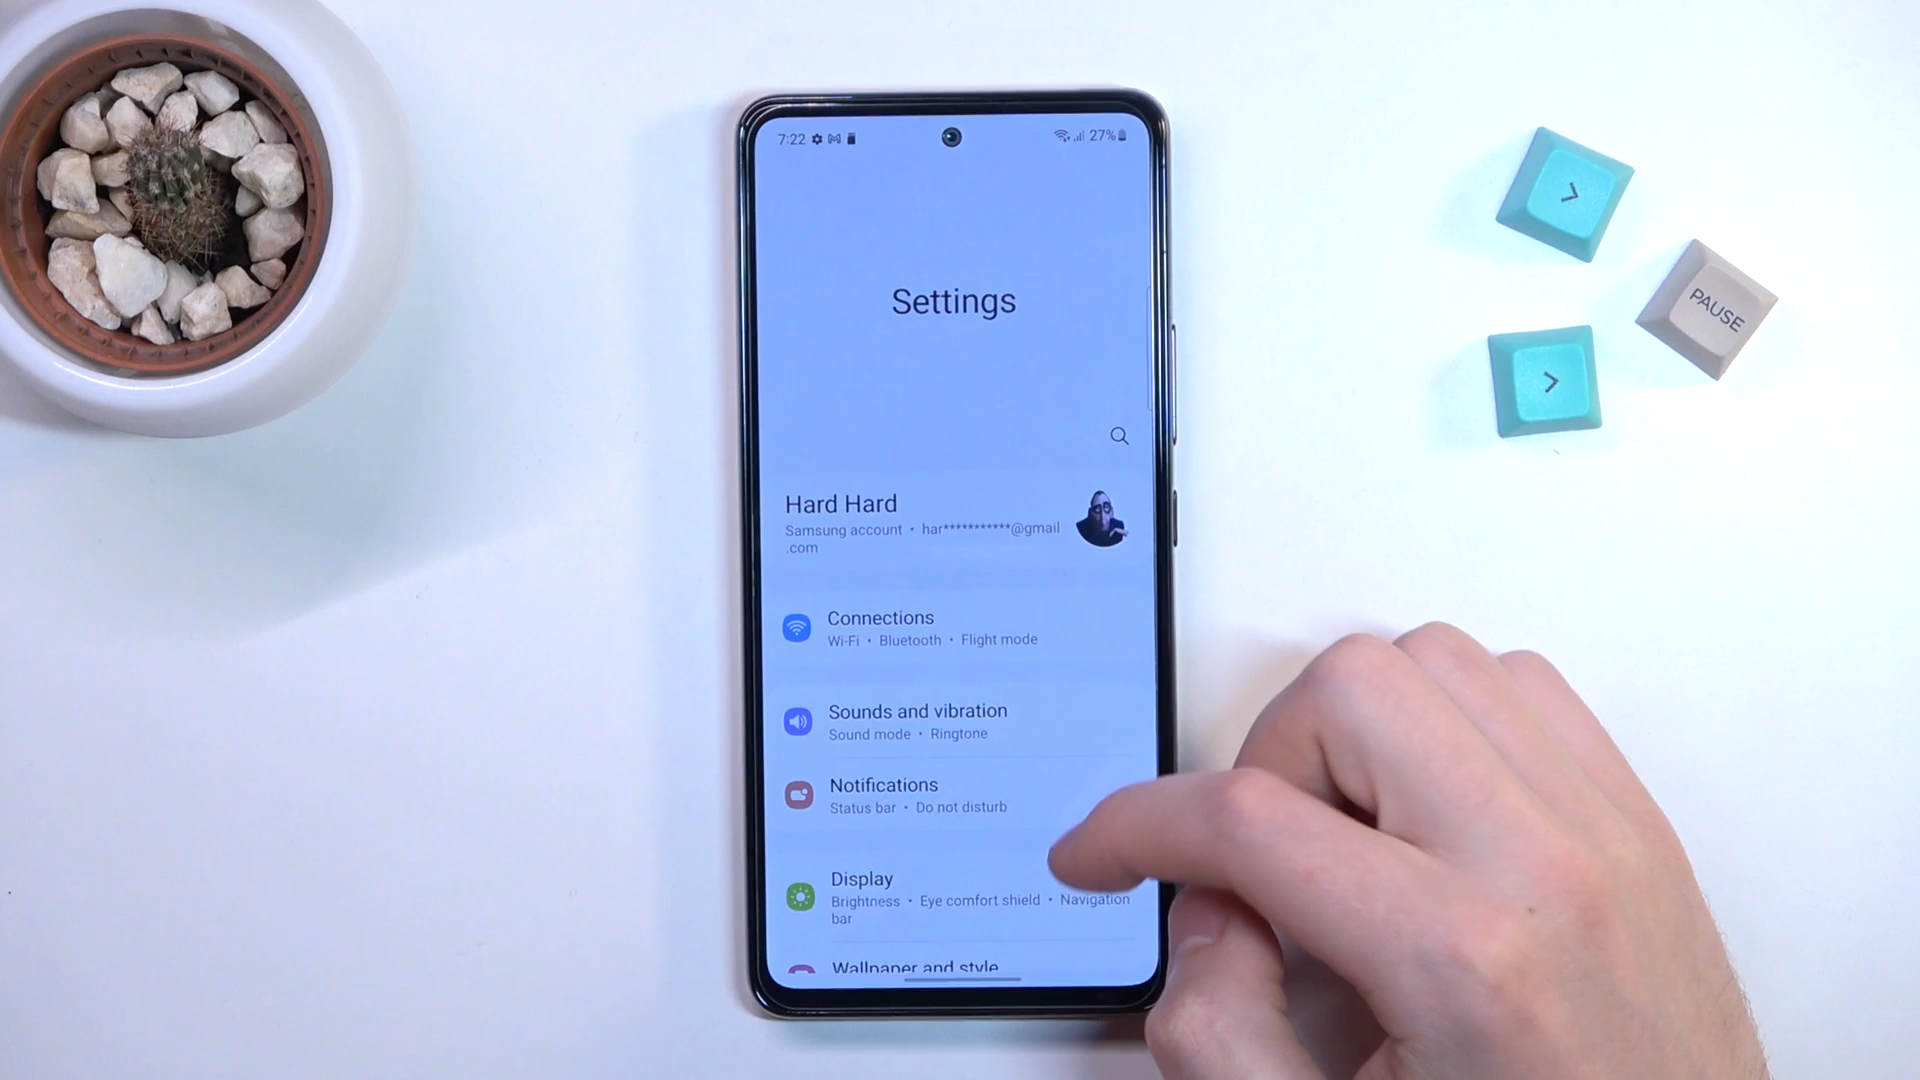 7:22
27%
Settings
Hard Hard
Samsung account • har***********@gmail
.com
Connections
Wi-Fi • Bluetooth • Flight mode
Sounds and vibration
Sound mode • Ringtone
Notifications
Status bar • Do not disturb
Display
Brightness • Eye comfort shield • Navigation
bar
Wallpaper and style
>
PAUSE
>